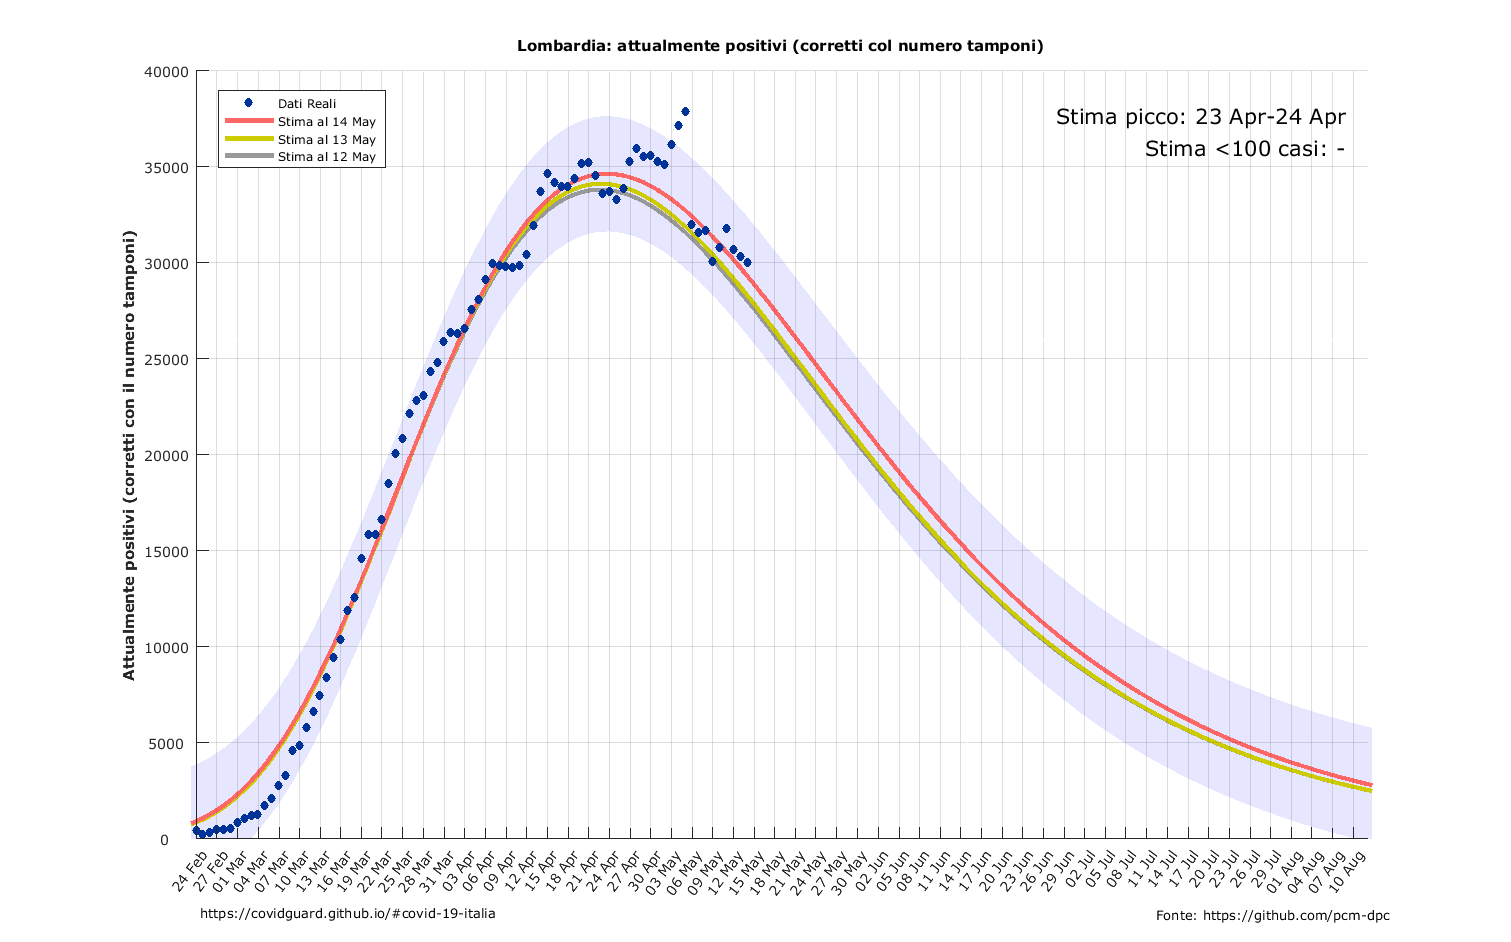 Lombardia: attualmente positivi (corretti col numero tamponi)
Attualmente positivi (corretti con il numero tamponi)
40000
35000
30000
25000
20000
15000
10000
5000
0
Dati Reali
Stima al 14 May
Stima al 13 May
Stima al 12 May
Stima picco: 23 Apr-24 Apr
Stima <100 casi: -
24 Feb
27 Feb
01 Mar
04 Mar
07 Mar
10 Mar
13 Mar
16 Mar
19 Mar
22 Mar
25 Mar
28 Mar
31 Mar
03 Apr
06 Apr
09 Apr
12 Apr
15 Apr
18 Apr
21 Apr
24 Apr
27 Apr
30 Apr
03 May
06 May
09 May
12 May
15 May
18 May
21 May
24 May
27 May
30 May
02 Jun
05 Jun
08 Jun
11 Jun
14 Jun
17 Jun
20 Jun
23 Jun
26 Jun
29 Jun
02 Jul
05 Jul
08 Jul
11 Jul
14 Jul
17 Jul
20 Jul
23 Jul
26 Jul
29 Jul
01 Aug
04 Aug
07 Aug
10 Aug
https://covidguard.github.io/#covid-19-italia
Fonte: https://github.com/pcm-dpc